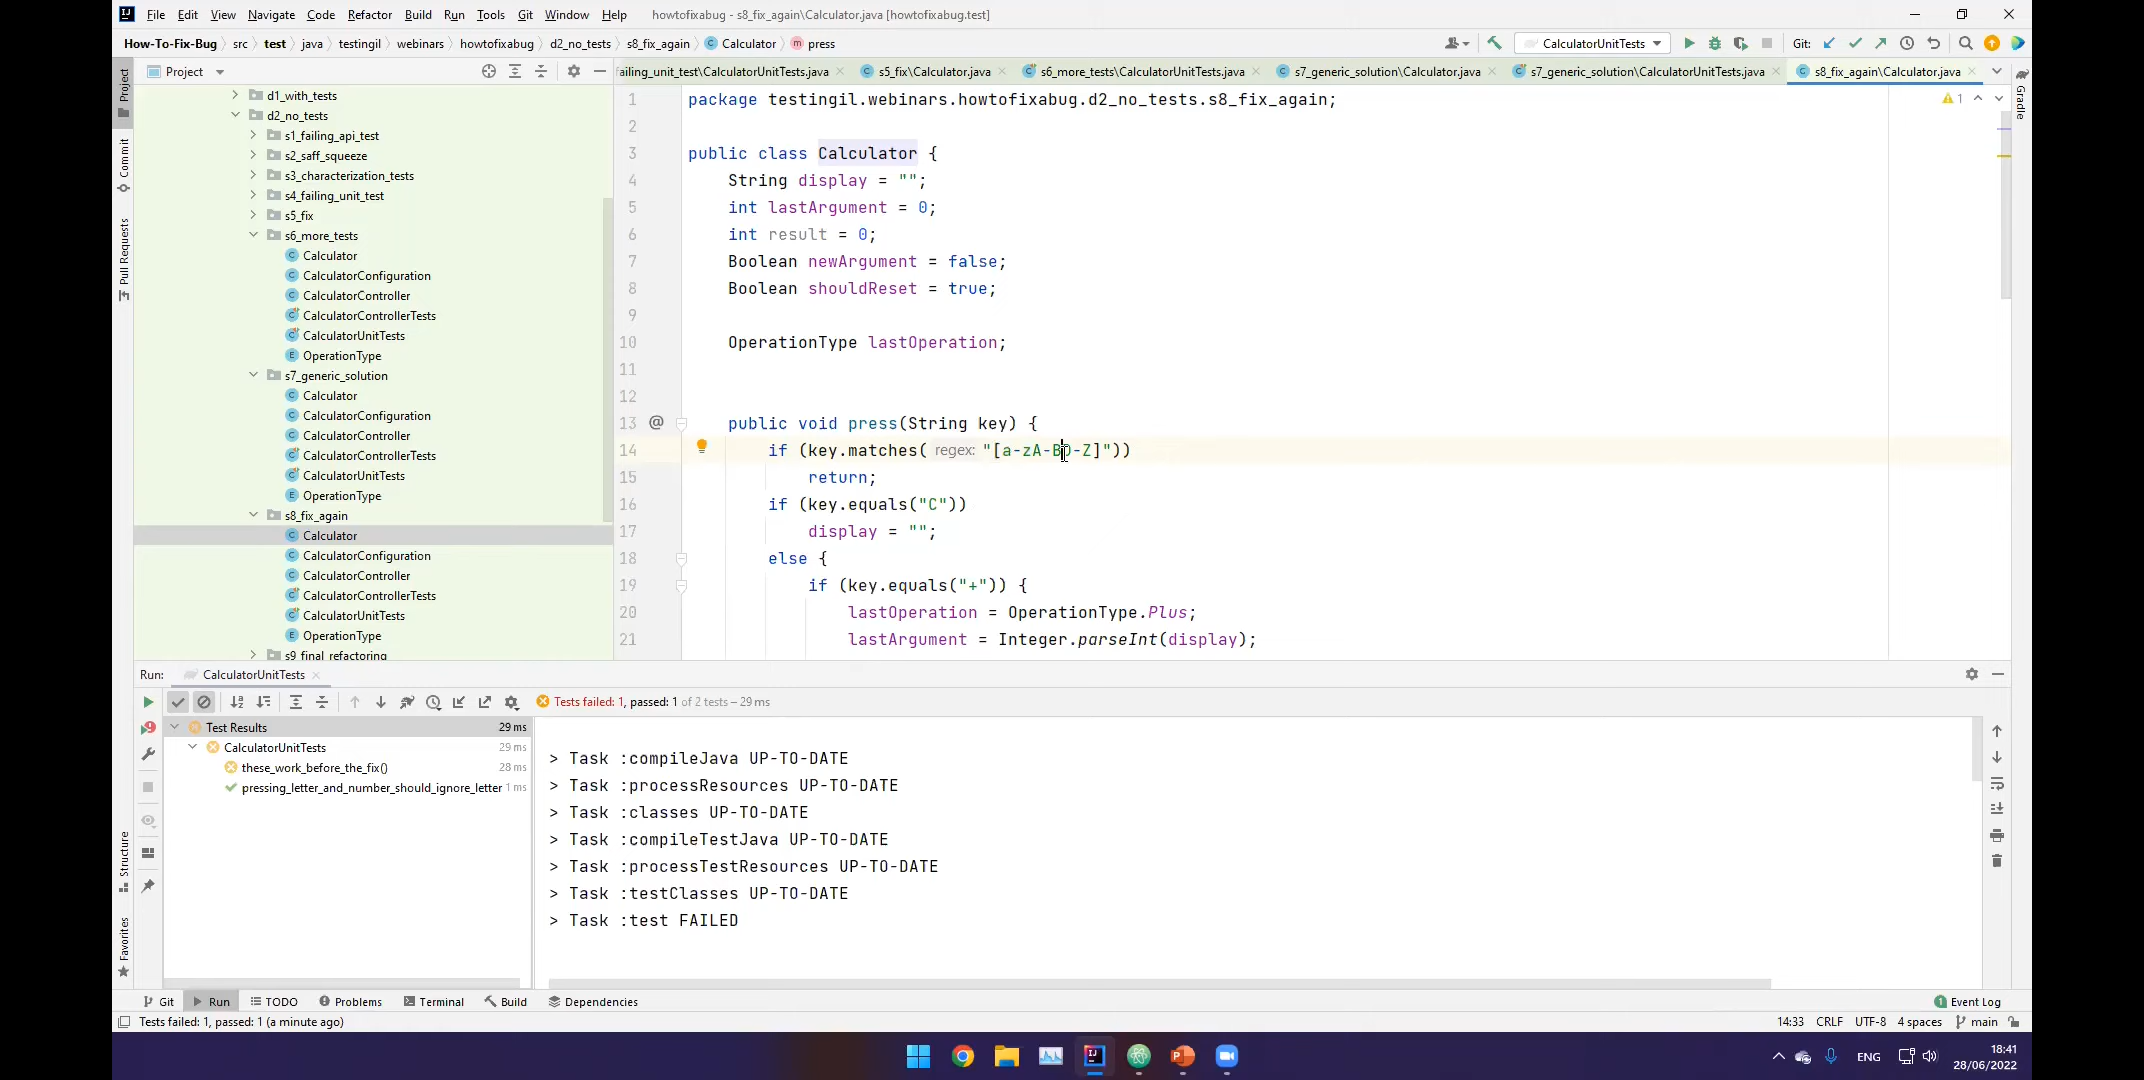 File Edit View Navigate Code Refactor Build Run Tools Git Window Help howtofixabug - s8_fix_again\Calculator.java [howtofixabug.test]
How-To-Fix-Bug src test java testingil webinars howtofixabug d2_no_tests s8_fix_again Calculator press CalculatorUnitTests Git:
Project
failing_unit_test\CalculatorUnitTests.java s5_fix\Calculator.java s6_more_tests\CalculatorUnitTests.java s7_generic_solution\Calculator.java s7_generic_solution\CalculatorUnitTests.java s8_fix_again\Calculator.java
Project
Commit
Pull Requests
Structure
Favorites
Gradle
d1_with_tests
d2_no_tests
s1_failing_api_test
s2_saff_squeeze
s3_characterization_tests
s4_failing_unit_test
s5_fix
s6_more_tests
Calculator
CalculatorConfiguration
CalculatorController
CalculatorControllerTests
CalculatorUnitTests
OperationType
s7_generic_solution
Calculator
CalculatorConfiguration
CalculatorController
CalculatorControllerTests
CalculatorUnitTests
OperationType
s8_fix_again
Calculator
CalculatorConfiguration
CalculatorController
CalculatorControllerTests
CalculatorUnitTests
OperationType
s9_final_refactoring
1 package testingil.webinars.howtofixabug.d2_no_tests.s8_fix_again;
1
2
3 public class Calculator {
4 String display = "";
5 int lastArgument = 0;
6 int result = 0;
7 Boolean newArgument = false;
8 Boolean shouldReset = true;
9
10 OperationType lastOperation;
11
12
13 @ public void press(String key) {
14 if (key.matches( regex: "[a-zA-BD-Z]"))
15 return;
16 if (key.equals("C"))
17 display = "";
18 else {
19 if (key.equals("+")) {
20 lastOperation = OperationType.Plus;
21 lastArgument = Integer.parseInt(display);
Run: CalculatorUnitTests
Tests failed: 1, passed: 1 of 2 tests – 29 ms
Test Results 29 ms
CalculatorUnitTests 29 ms
these_work_before_the_fix() 28 ms
pressing_letter_and_number_should_ignore_letter 1 ms
> Task :compileJava UP-TO-DATE
> Task :processResources UP-TO-DATE
> Task :classes UP-TO-DATE
> Task :compileTestJava UP-TO-DATE
> Task :processTestResources UP-TO-DATE
> Task :testClasses UP-TO-DATE
> Task :test FAILED
Git Run TODO Problems Terminal Build Dependencies 1 Event Log
Tests failed: 1, passed: 1 (a minute ago) 14:33 CRLF UTF-8 4 spaces main
ENG
18:41
28/06/2022